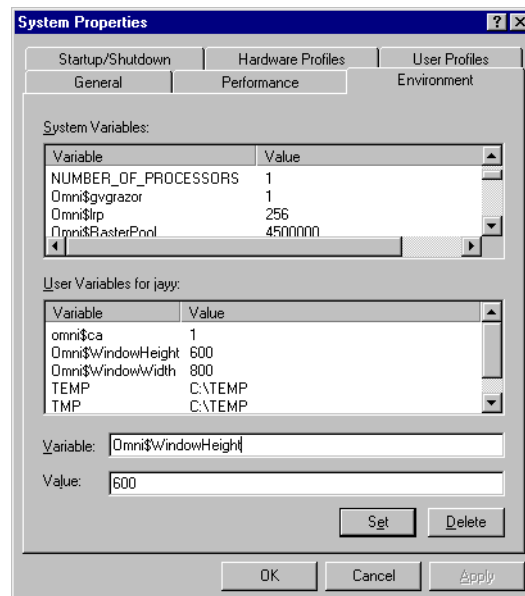 System Properties
Startup/Shutdown Hardware Profiles User Profiles
General Performance Environment
System Variables:
Variable Value
NUMBER_OF_PROCESSORS 1
Omni$gvgrazor 1
Omni$lrp 256
Omni$RasterPool 4500000
User Variables for jayy:
Variable Value
omni$ca 1
Omni$WindowHeight 600
Omni$WindowWidth 800
TEMP C:\TEMP
TMP C:\TEMP
Variable: Omni$WindowHeight
Value: 600
Set Delete
OK Cancel Apply